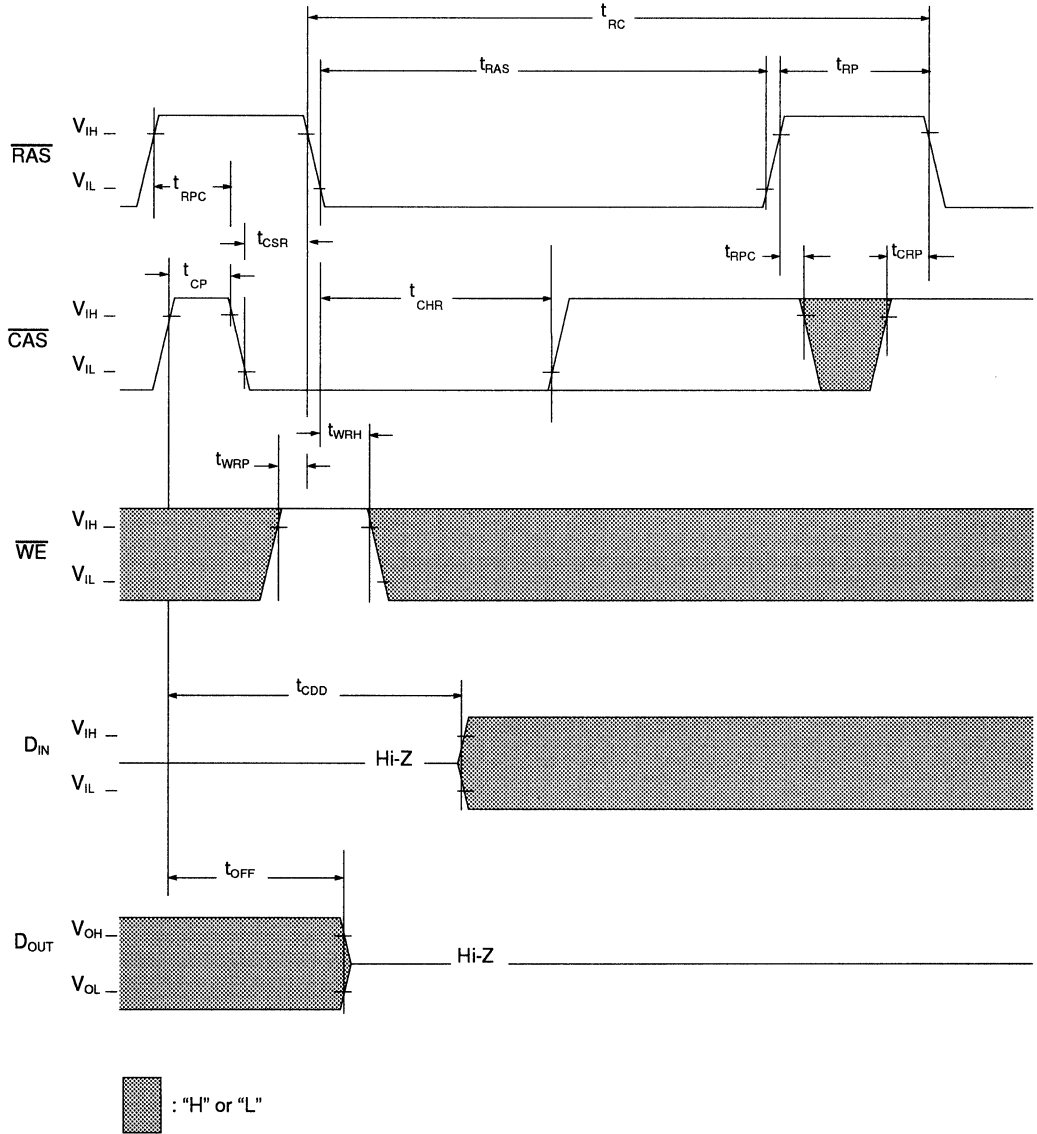 tRC
tRAS
tRP
RAS
VIH
VIL
tRPC
tCSR
tRPC
tCRP
tCP
tCHR
CAS
VIH
VIL
tWRH
tWRP
WE
VIH
VIL
tCDD
DIN
VIH
Hi-Z
VIL
tOFF
DOUT
VOH
Hi-Z
VOL
: “H” or “L”